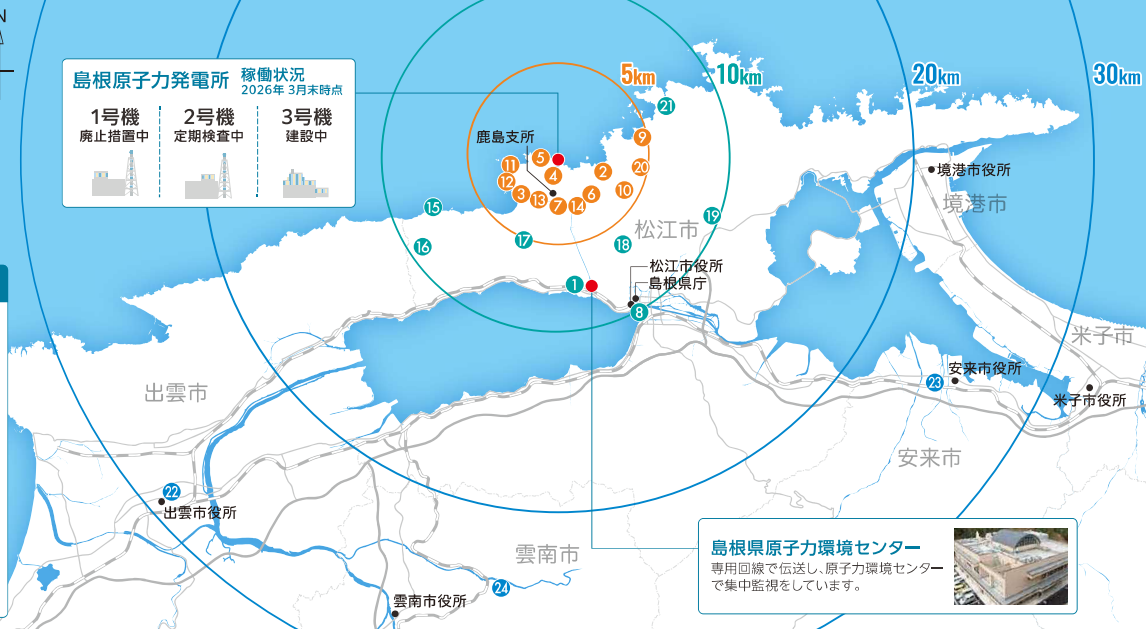 N
島根原子力発電所 稼働状況
2026年 3月末時点
1号機
廃止措置中
2号機
定期検査中
3号機
建設中
5km
10km
20km
30km
鹿島支所
21
9
5
11
4
2
20
12
3
13
7
14
6
10
15
16
17
18
19
松江市
境港市役所
境港市
松江市役所
島根県庁
1
8
米子市
出雲市
安来市役所
23
米子市役所
安来市
22
出雲市役所
雲南市
24
雲南市役所
島根県原子力環境センター
専用回線で伝送し、原子力環境センター
で集中監視をしています。